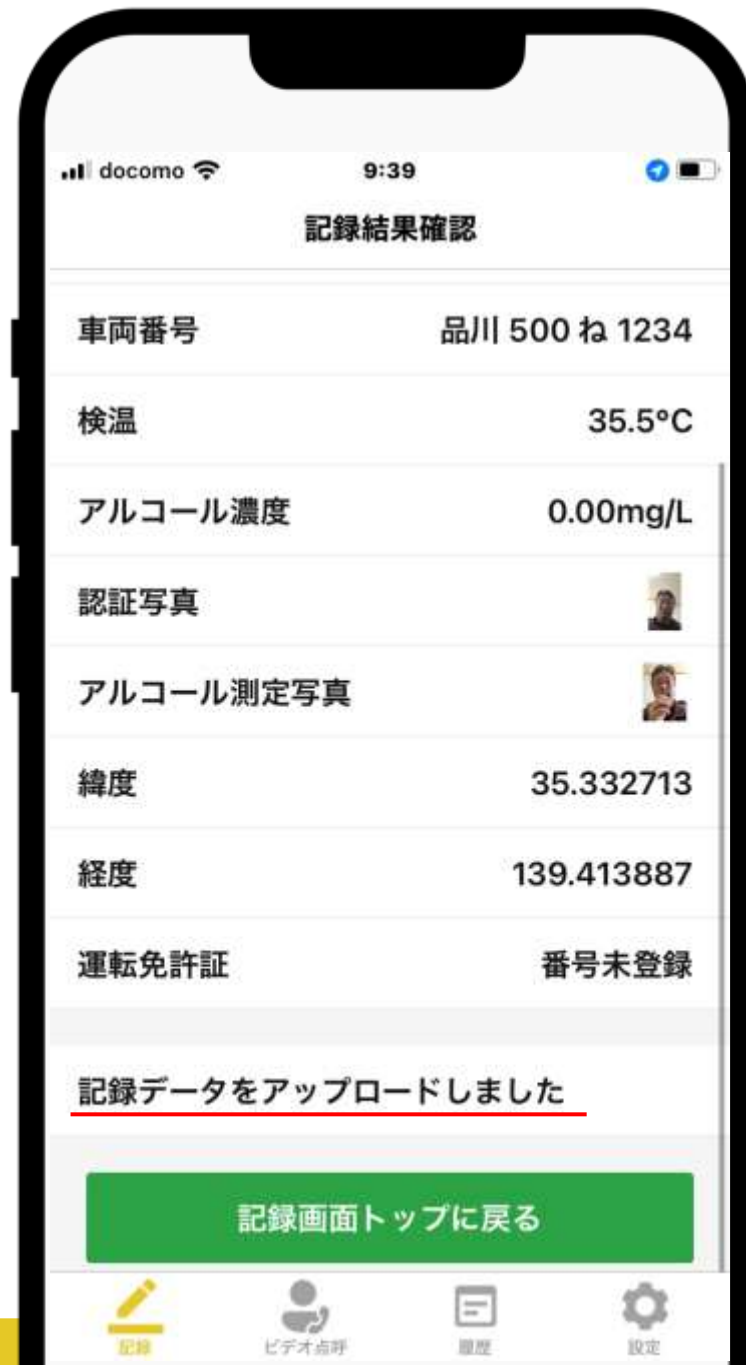 docomo 9:39
記録結果確認
車両番号 品川 500 ね 1234
検温 35.5°C
アルコール濃度 0.00mg/L
認証写真
アルコール測定写真
緯度 35.332713
経度 139.413887
運転免許証 番号未登録
記録データをアップロードしました
記録画面トップに戻る
記録 ビデオ点呼 履歴 設定